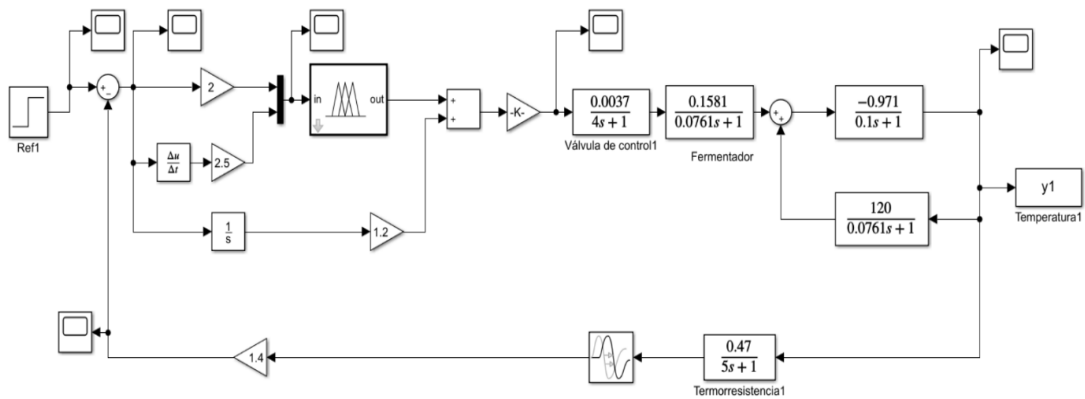 Ref1
+
−
2
Δu
Δt
2.5
1
s
1.2
in
out
+
+
-K-
0.0037
4s + 1
Válvula de control1
0.1581
0.0761s + 1
Fermentador
+
+
−0.971
0.1s + 1
120
0.0761s + 1
y1
Temperatura1
1.4
0.47
5s + 1
Termorresistencia1